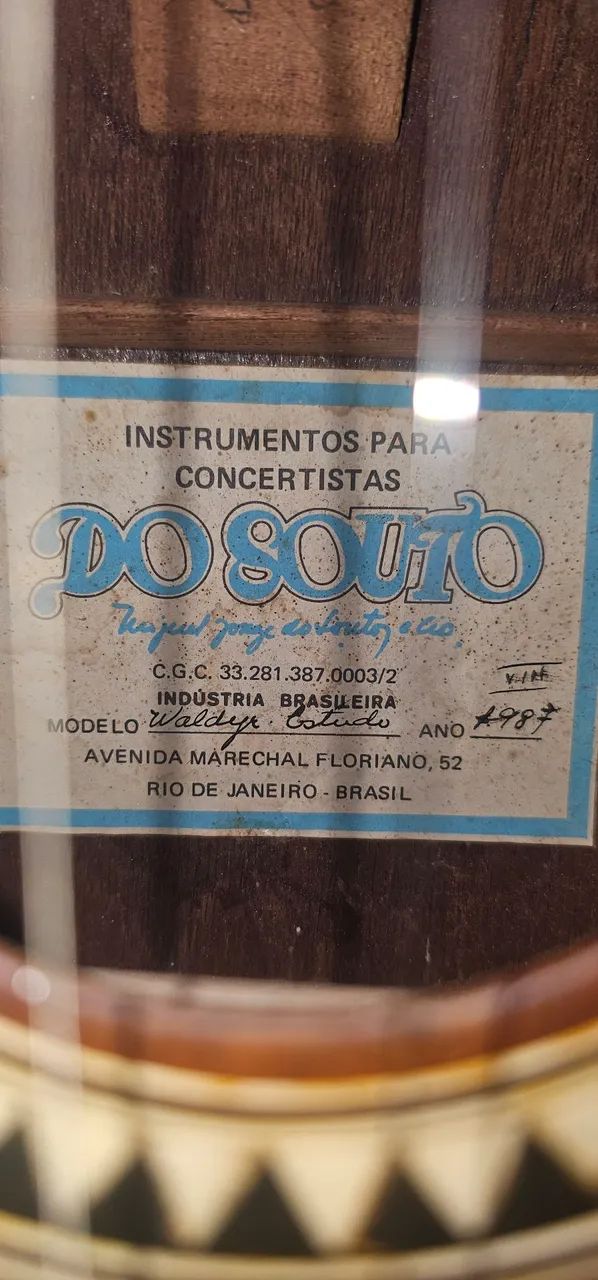 INSTRUMENTOS PARA
CONCERTISTAS
DO SOUTO
C.G.C. 33.281.387.0003/2
VIII
INDÚSTRIA BRASILEIRA
MODELO Waldyr Estudo ANO 1987
AVENIDA MARECHAL FLORIANO, 52
RIO DE JANEIRO - BRASIL